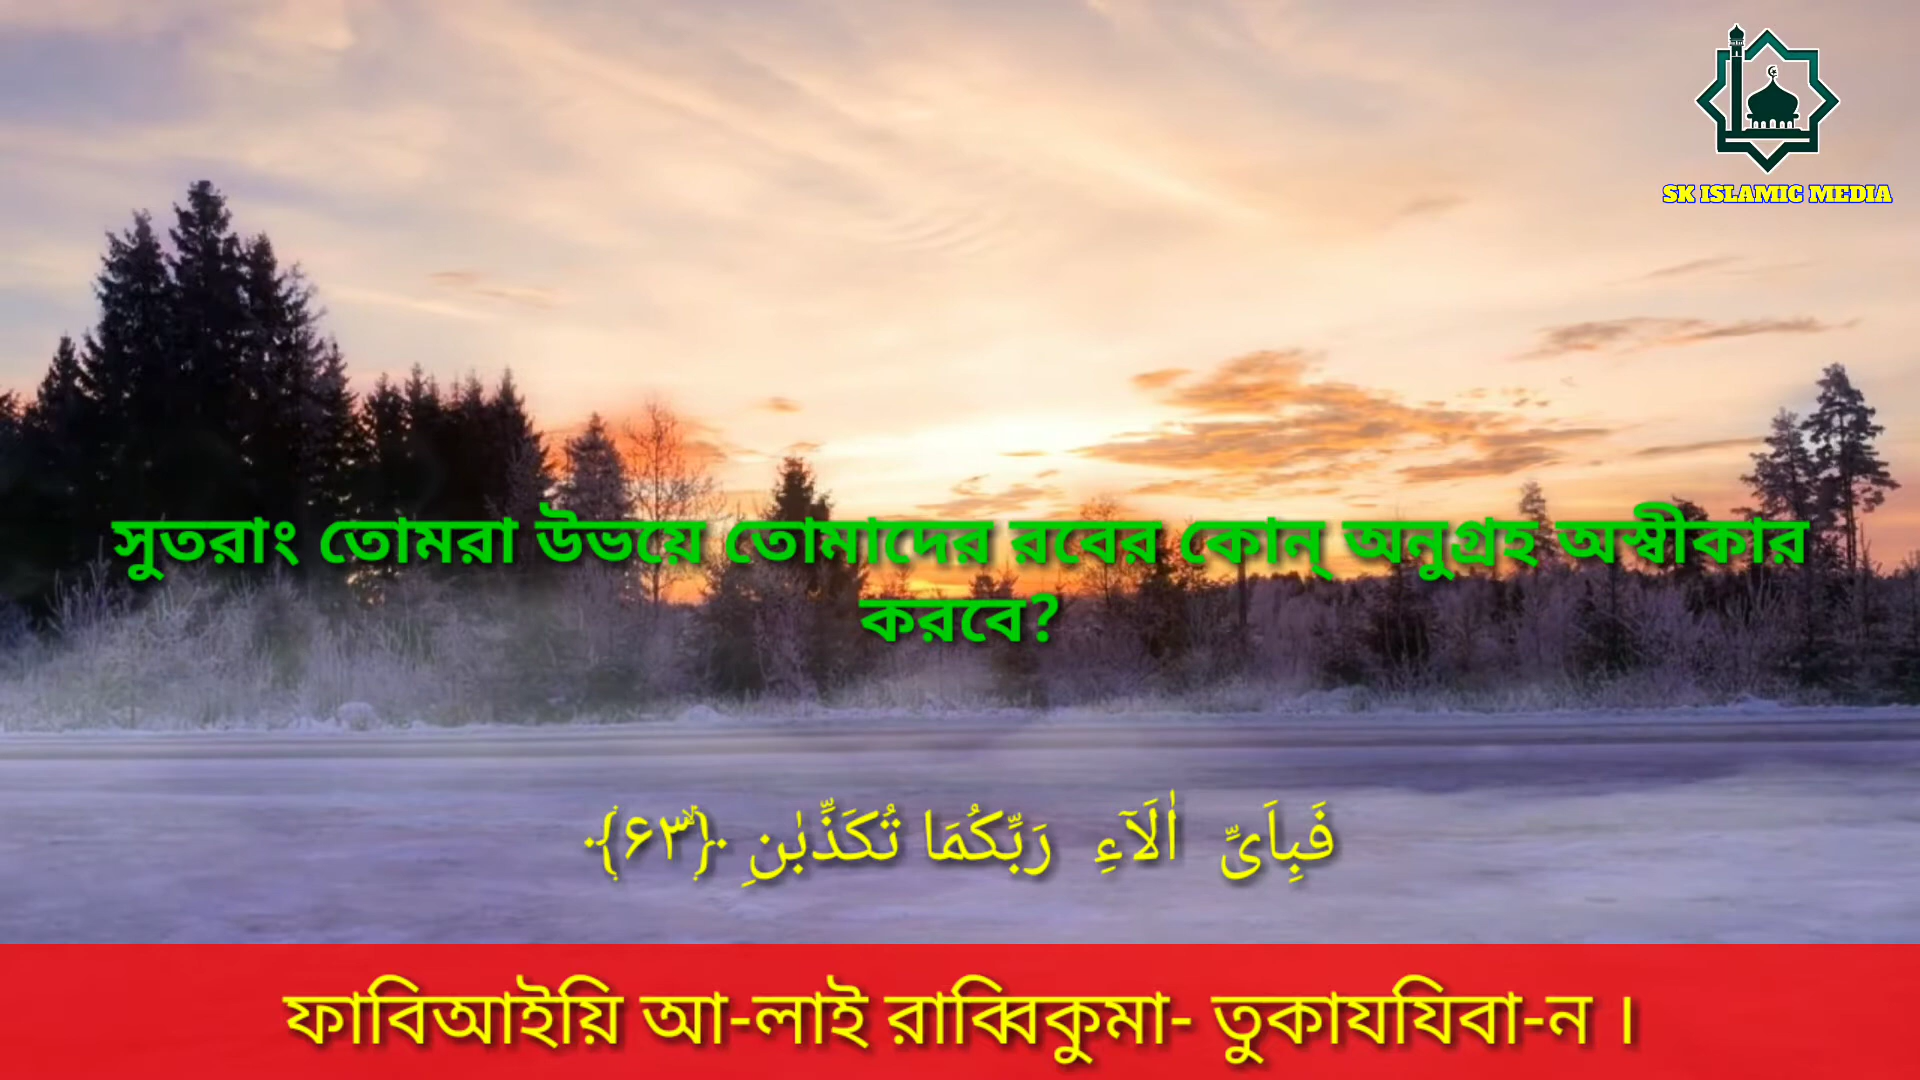 SK ISLAMIC MEDIA
সুতরাং তোমরা উভয়ে তোমাদের রবের কোন্ অনুগ্রহ অস্বীকার
করবে?
فَبِاَىِّ اٰلَآءِ رَبِّكُمَا تُكَذِّبٰنِ ﴿ۙ۶۳﴾
ফাবিআইয়ি আ-লাই রাব্বিকুমা- তুকাযযিবা-ন ।